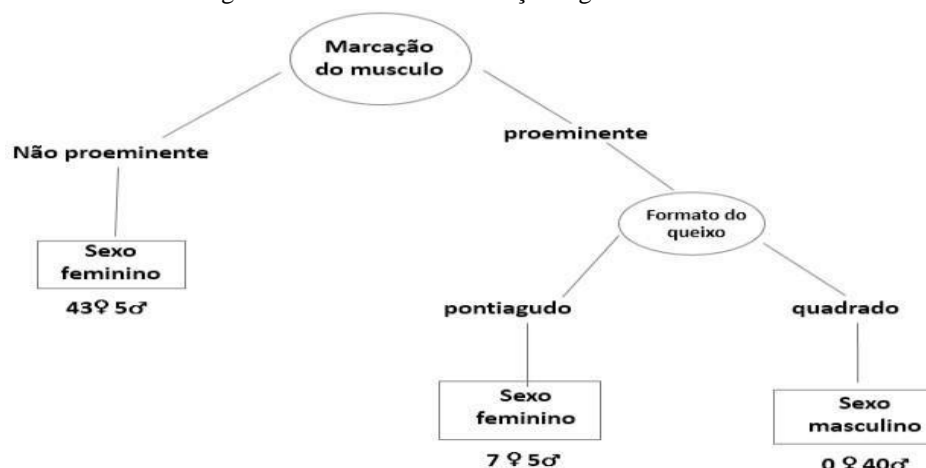 Marcação
do musculo
Não proeminente
proeminente
Formato do
queixo
Sexo
feminino
43♀ 5♂
pontiagudo
quadrado
Sexo
feminino
7 ♀ 5♂
Sexo
masculino
0 ♀ 40♂